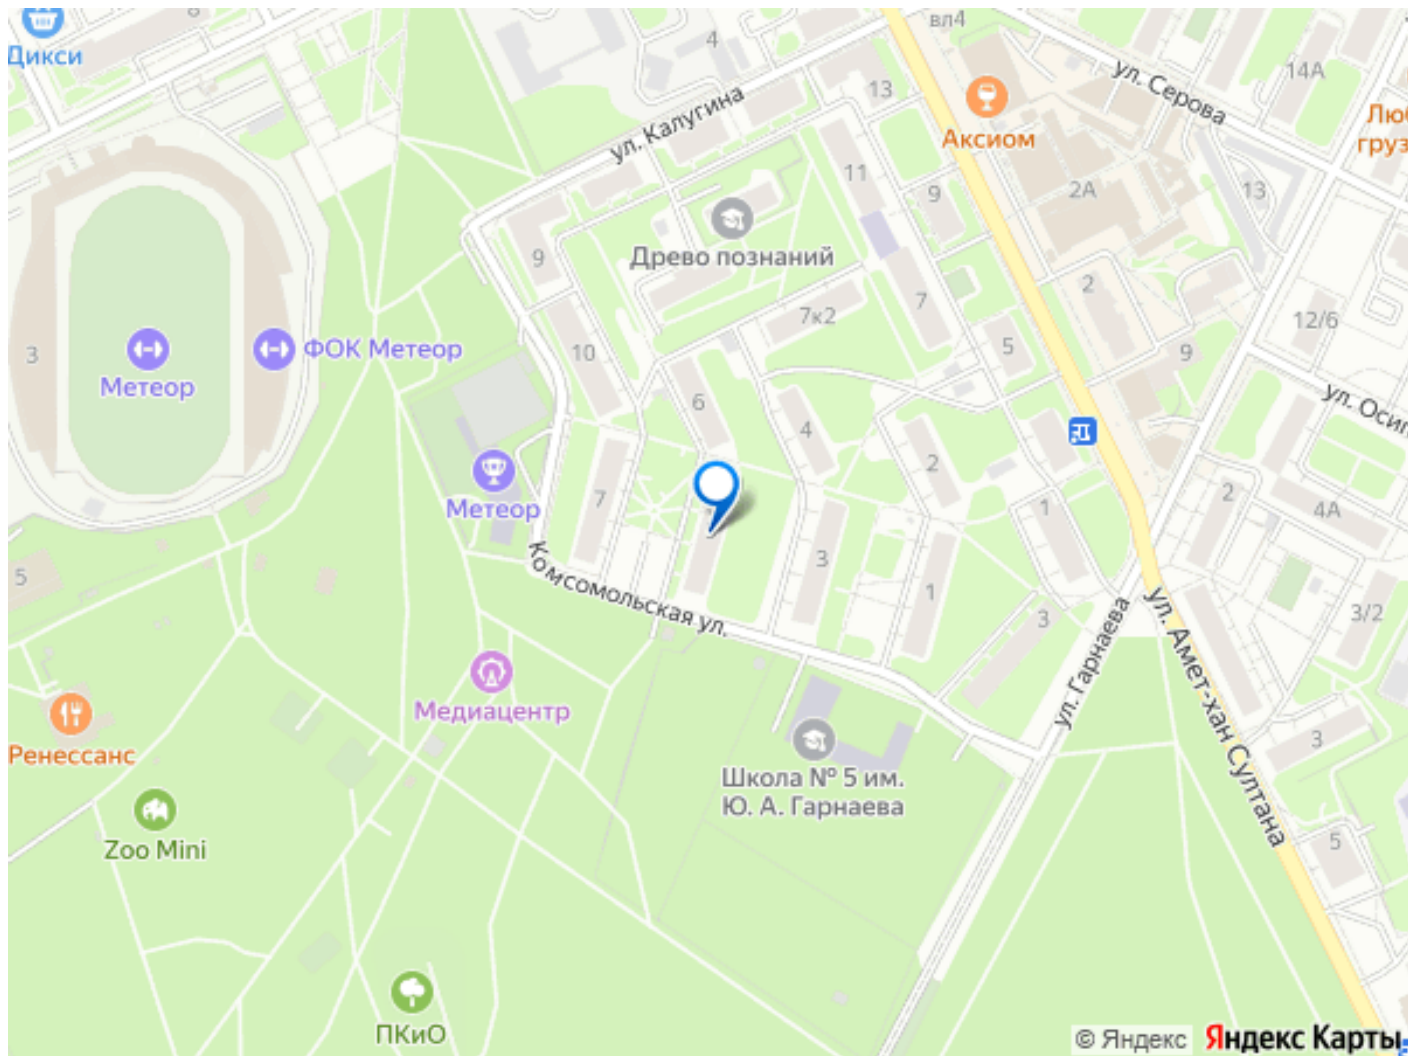 Дикси
8
4
вл4
13
ул. Калугина
Аксиом
ул. Серова
14А
Люб
груз
11
9
2А
13
Древо познаний
9
7
2
12/6
7к2
3
Метеор
ФОК Метеор
10
5
9
ул. Осип
6
4
2
2
4А
Метеор
7
1
3
1
5
Комсомольская ул.
3
3/2
ул. Гарнаева
ул. Амет-хан Султана
Медиацентр
Ренессанс
Школа № 5 им.
Ю. А. Гарнаева
3
Zoo Mini
5
ПКиО
© Яндекс
Яндекс Карты